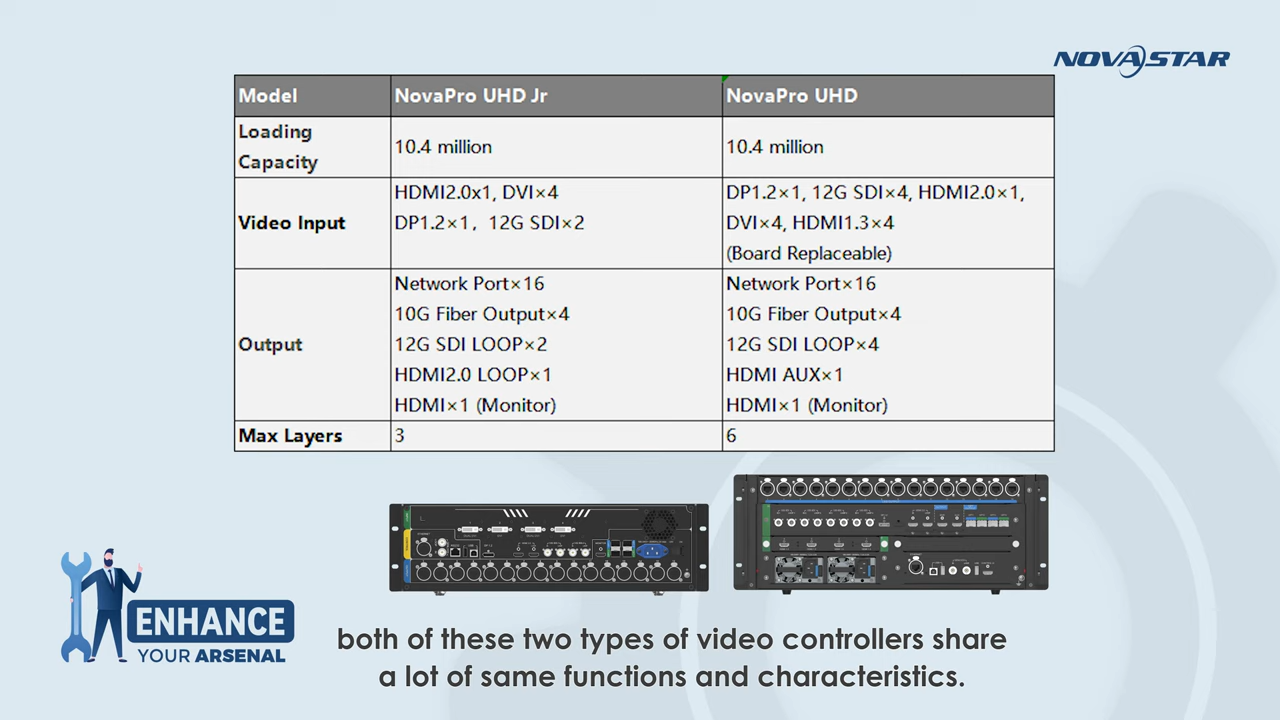 NOVASTAR
Model NovaPro UHD Jr NovaPro UHD
Loading
Capacity
10.4 million 10.4 million
Video Input
HDMI2.0x1, DVI×4
DP1.2×1, 12G SDI×2
DP1.2×1, 12G SDI×4, HDMI2.0×1,
DVI×4, HDMI1.3×4
(Board Replaceable)
Output
Network Port×16
10G Fiber Output×4
12G SDI LOOP×2
HDMI2.0 LOOP×1
HDMI×1 (Monitor)
Network Port×16
10G Fiber Output×4
12G SDI LOOP×4
HDMI AUX×1
HDMI×1 (Monitor)
Max Layers 3 6
ENHANCE
YOUR ARSENAL
both of these two types of video controllers share
a lot of same functions and characteristics.